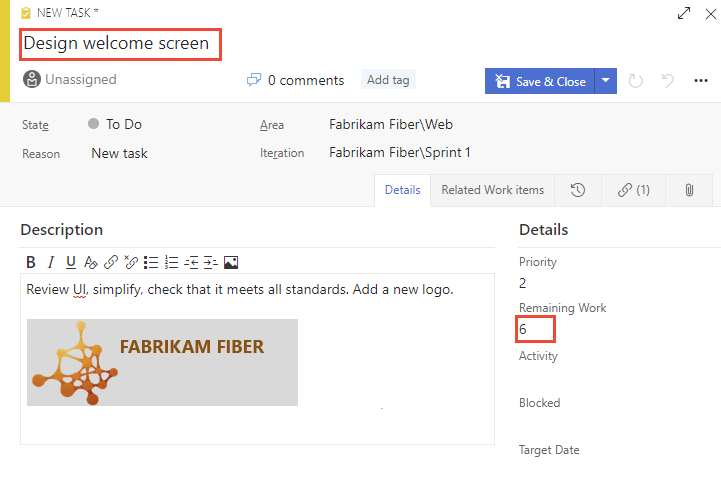 NEW TASK *
Design welcome screen
Unassigned
0 comments
Add tag
Save & Close
State
To Do
Area
Fabrikam Fiber\Web
Reason
New task
Iteration
Fabrikam Fiber\Sprint 1
Details
Related Work items
(1)
Description
B I U A
Review UI, simplify, check that it meets all standards. Add a new logo.
FABRIKAM FIBER
Details
Priority
2
Remaining Work
6
Activity
Blocked
Target Date